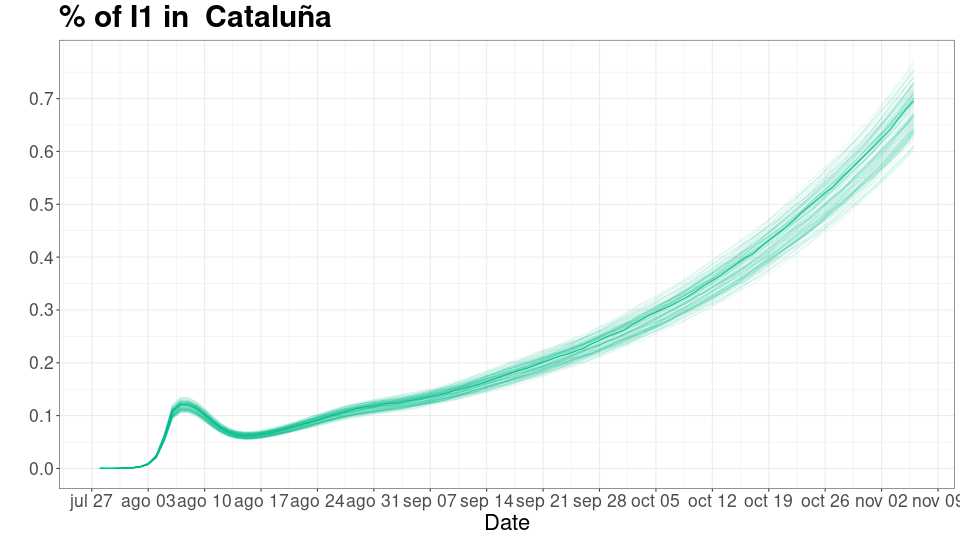 % of I1 in  Cataluña
0.7
0.6
0.5
0.4
0.3
0.2
0.1
0.0
jul 27 ago 03 ago 10 ago 17 ago 24 ago 31 sep 07 sep 14 sep 21 sep 28 oct 05 oct 12 oct 19 oct 26 nov 02 nov 09
Date